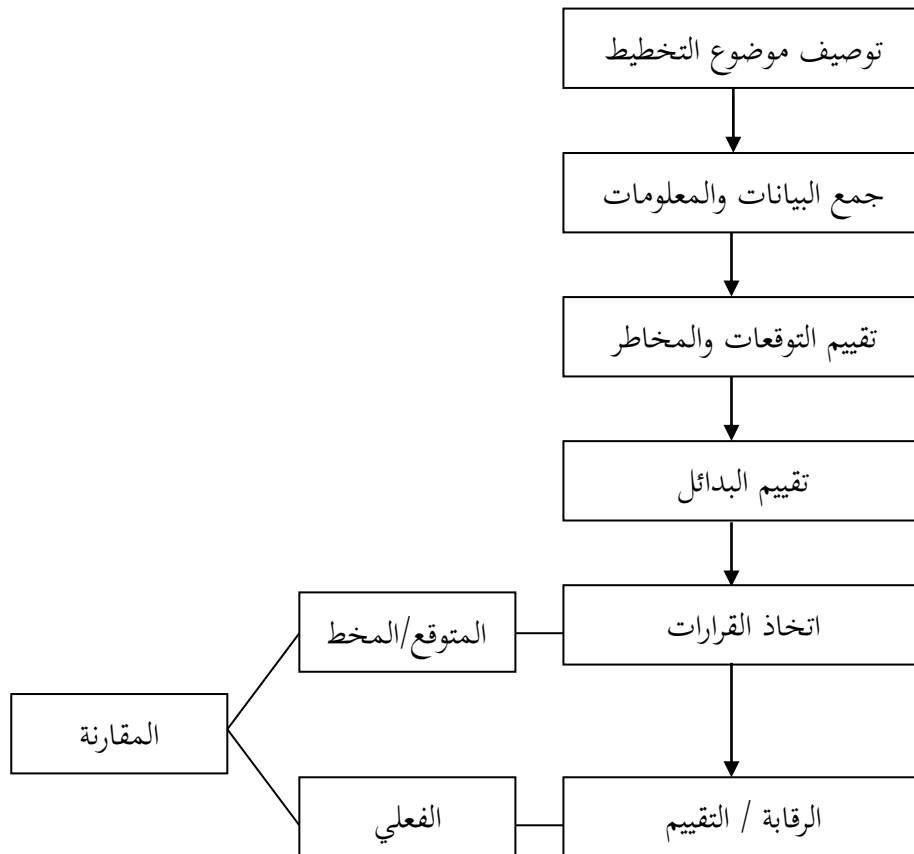 توصيف موضوع التخطيط
جمع البيانات والمعلومات
تقييم التوقعات والمخاطر
تقييم البدائل
اتخاذ القرارات
المتوقع/المخط
المقارنة
الرقابة / التقييم
الفعلي